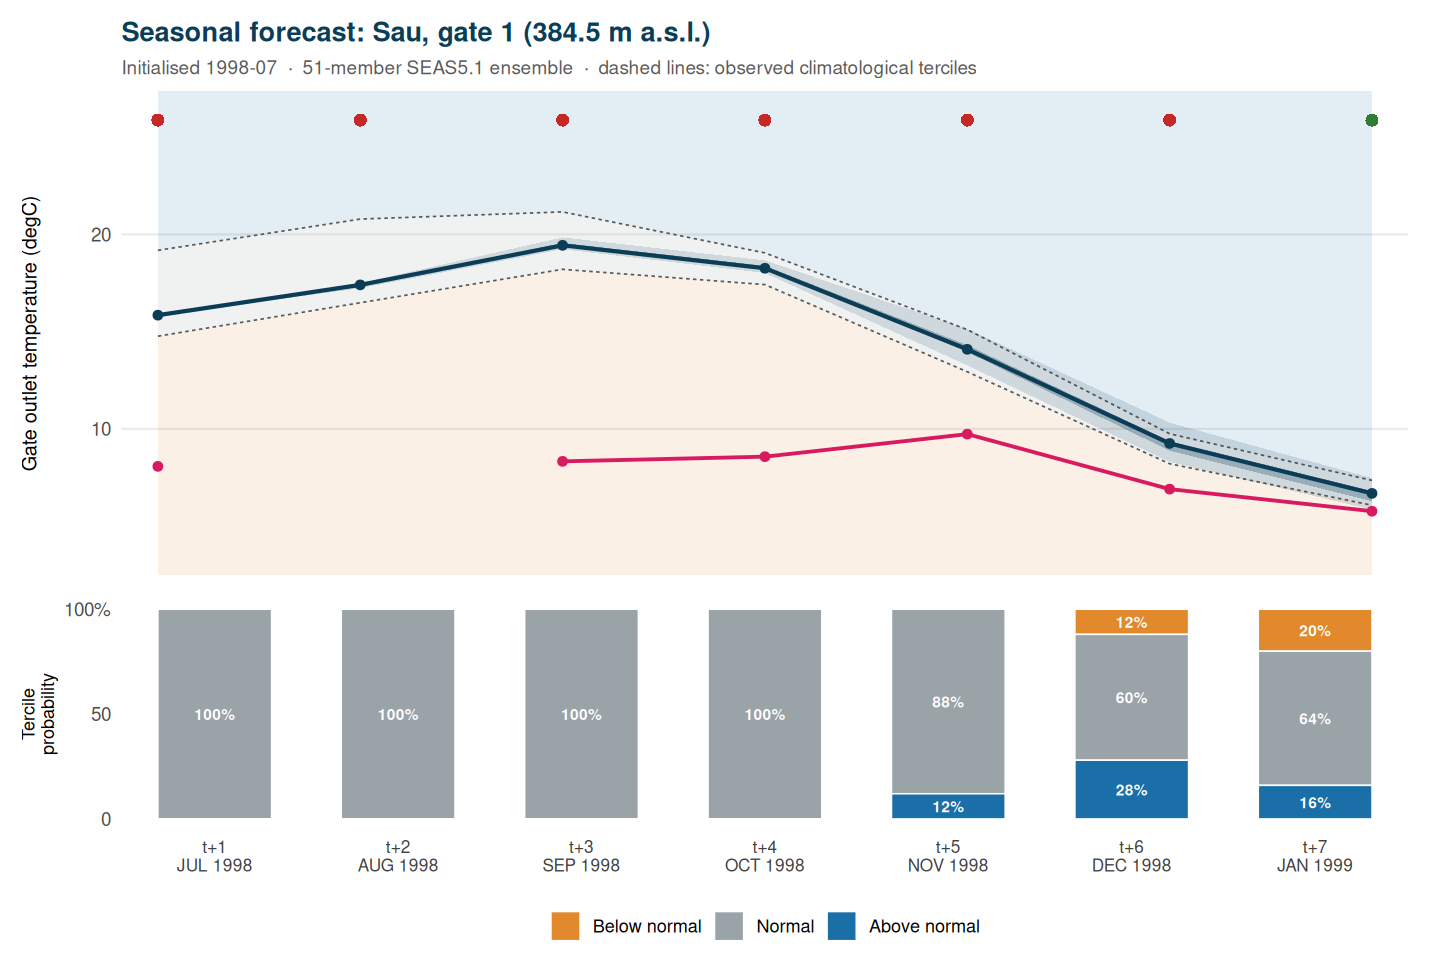 Seasonal forecast: Sau, gate 1 (384.5 m a.s.l.)
Initialised 1998-07 · 51-member SEAS5.1 ensemble · dashed lines: observed climatological terciles
Gate outlet temperature (degC)
20
10
Tercile
probability
100%
50
0
100%
100%
100%
100%
88%
12%
12%
60%
28%
20%
64%
16%
t+1
JUL 1998
t+2
AUG 1998
t+3
SEP 1998
t+4
OCT 1998
t+5
NOV 1998
t+6
DEC 1998
t+7
JAN 1999
Below normal
Normal
Above normal